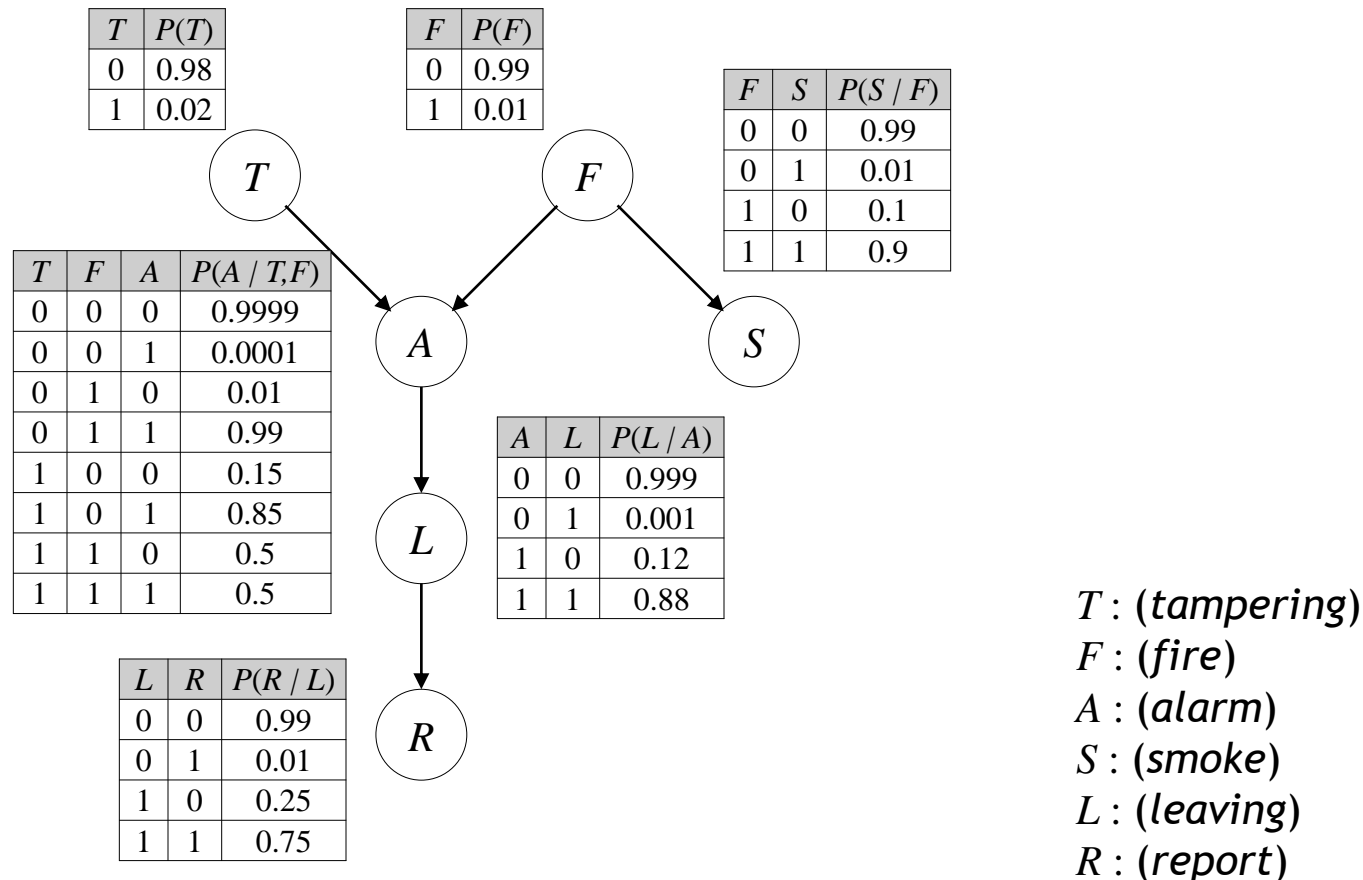 T P(T)
0 0.98
1 0.02
F P(F)
0 0.99
1 0.01
F S P(S / F)
0 0 0.99
0 1 0.01
1 0 0.1
1 1 0.9
T
F
T F A P(A / T,F)
0 0 0 0.9999
0 0 1 0.0001
0 1 0 0.01
0 1 1 0.99
1 0 0 0.15
1 0 1 0.85
1 1 0 0.5
1 1 1 0.5
A
S
A L P(L / A)
0 0 0.999
0 1 0.001
1 0 0.12
1 1 0.88
L
L R P(R / L)
0 0 0.99
0 1 0.01
1 0 0.25
1 1 0.75
R
T : (tampering)
F : (fire)
A : (alarm)
S : (smoke)
L : (leaving)
R : (report)